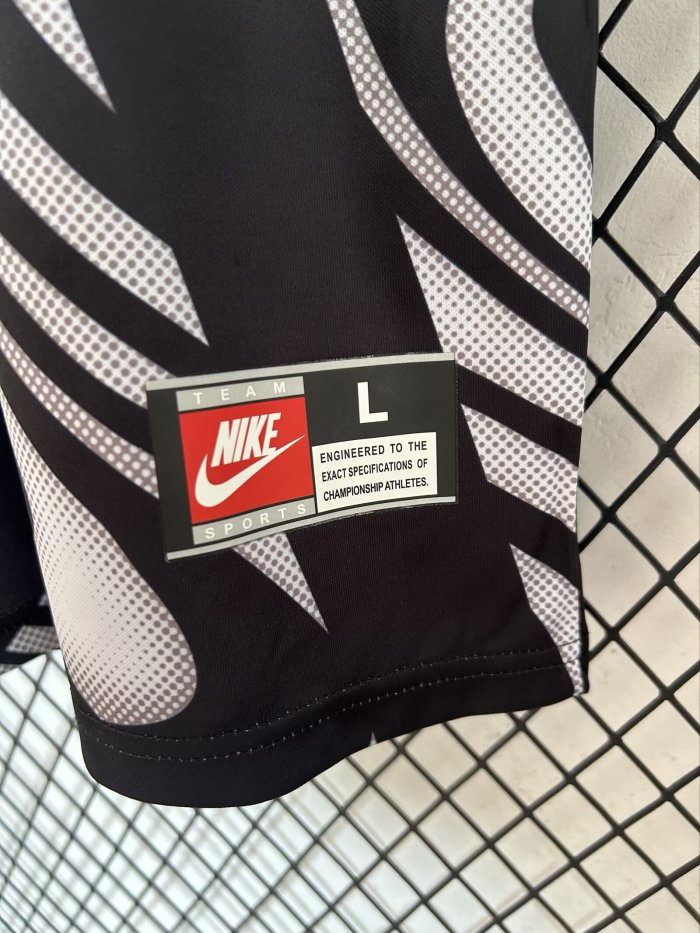 TEAM
NIKE
SPORTS
L
ENGINEERED TO THE
EXACT SPECIFICATIONS OF
CHAMPIONSHIP ATHLETES.